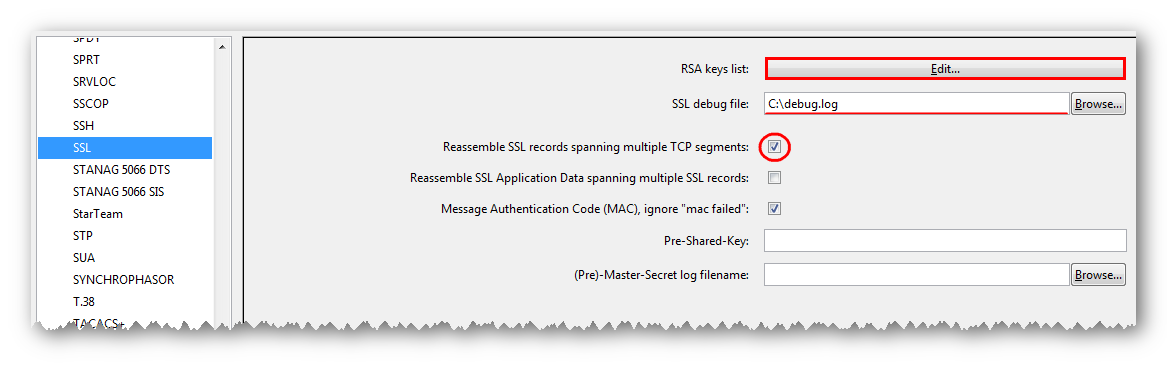 SPDY
SPRT
SRVLOC
SSCOP
SSH
SSL
STANAG 5066 DTS
STANAG 5066 SIS
StarTeam
STP
SUA
SYNCHROPHASOR
T.38
TACACS+
RSA keys list: Edit...
SSL debug file: C:\debug.log Browse...
Reassemble SSL records spanning multiple TCP segments:
Reassemble SSL Application Data spanning multiple SSL records:
Message Authentication Code (MAC), ignore "mac failed":
Pre-Shared-Key:
(Pre)-Master-Secret log filename: Browse...